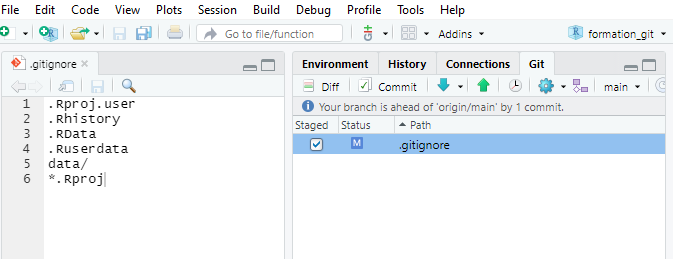 File Edit Code View Plots Session Build Debug Profile Tools Help
Go to file/function
Addins
formation_git
.gitignore
1 .Rproj.user
2 .Rhistory
3 .RData
4 .Ruserdata
5 data/
6 *.Rproj
Environment History Connections Git
Diff Commit main
Your branch is ahead of 'origin/main' by 1 commit.
Staged Status Path
M .gitignore